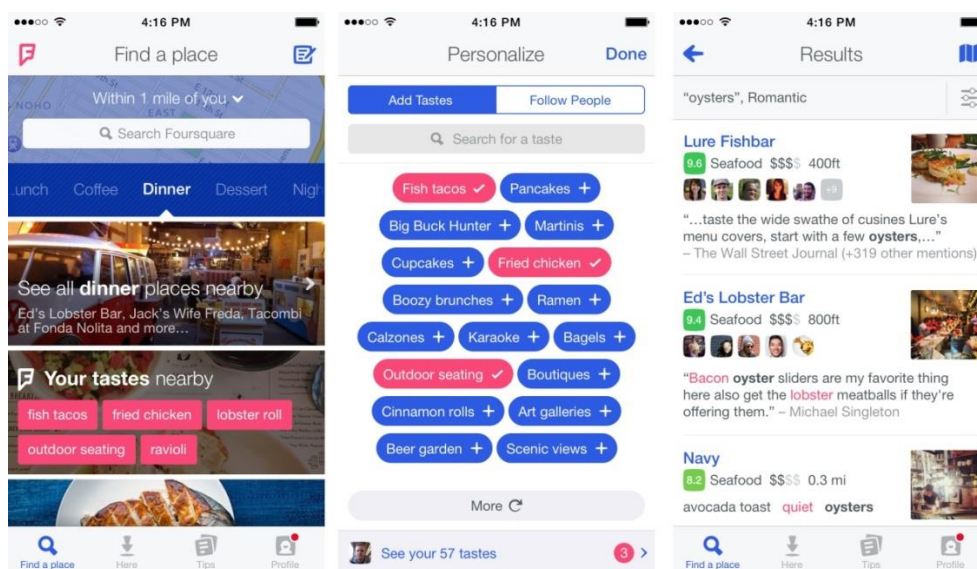 4:16 PM
Find a place
Within 1 mile of you
Search Foursquare
unch Coffee Dinner Dessert Nigh
See all dinner places nearby
Ed's Lobster Bar, Jack's Wife Freda, Tacombi
at Fonda Nolita and more…
Your tastes nearby
fish tacos fried chicken lobster roll
outdoor seating ravioli
Find a place Here Tips Profile
4:16 PM
Personalize Done
Add Tastes Follow People
Search for a taste
Fish tacos Pancakes +
Big Buck Hunter + Martinis +
Cupcakes + Fried chicken
Boozy brunches + Ramen +
Calzones + Karaoke + Bagels +
Outdoor seating Boutiques +
Cinnamon rolls + Art galleries +
Beer garden + Scenic views +
More
See your 57 tastes 3
4:16 PM
Results
"oysters", Romantic
Lure Fishbar
9.6 Seafood $$$$ 400ft
+9
"…taste the wide swathe of cusines Lure's
menu covers, start with a few oysters,…"
– The Wall Street Journal (+319 other mentions)
Ed's Lobster Bar
9.4 Seafood $$$$ 800ft
"Bacon oyster sliders are my favorite thing
here also get the lobster meatballs if they're
offering them." – Michael Singleton
Navy
8.2 Seafood $$$$ 0.3 mi
avocada toast quiet oysters
Find a place Here Tips Profile